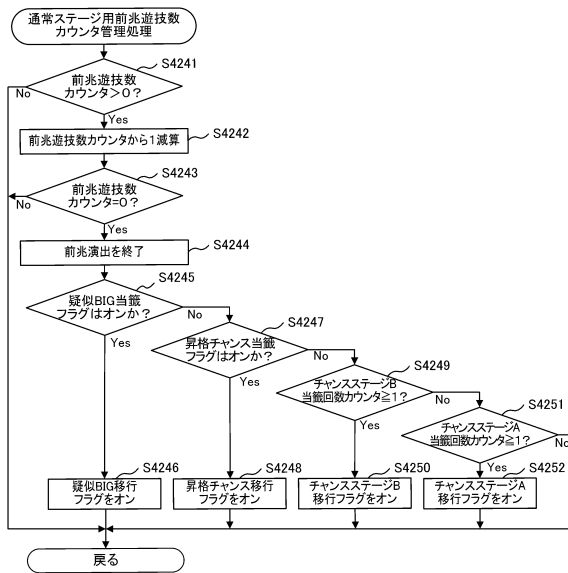 通常ステージ用前兆遊技数
カウンタ管理処理
S4241
前兆遊技数
カウンタ>0?
No
Yes
S4242
前兆遊技数カウンタから1減算
S4243
前兆遊技数
カウンタ=0?
No
Yes
S4244
前兆演出を終了
S4245
疑似BIG当籤
フラグはオンか?
No
Yes
S4247
昇格チャンス当籤
フラグはオンか?
No
Yes
S4249
チャンスステージB
当籤回数カウンタ≧1?
No
Yes
S4251
チャンスステージA
当籤回数カウンタ≧1?
No
Yes
S4246
疑似BIG移行
フラグをオン
S4248
昇格チャンス移行
フラグをオン
S4250
チャンスステージB
移行フラグをオン
S4252
チャンスステージA
移行フラグをオン
戻る